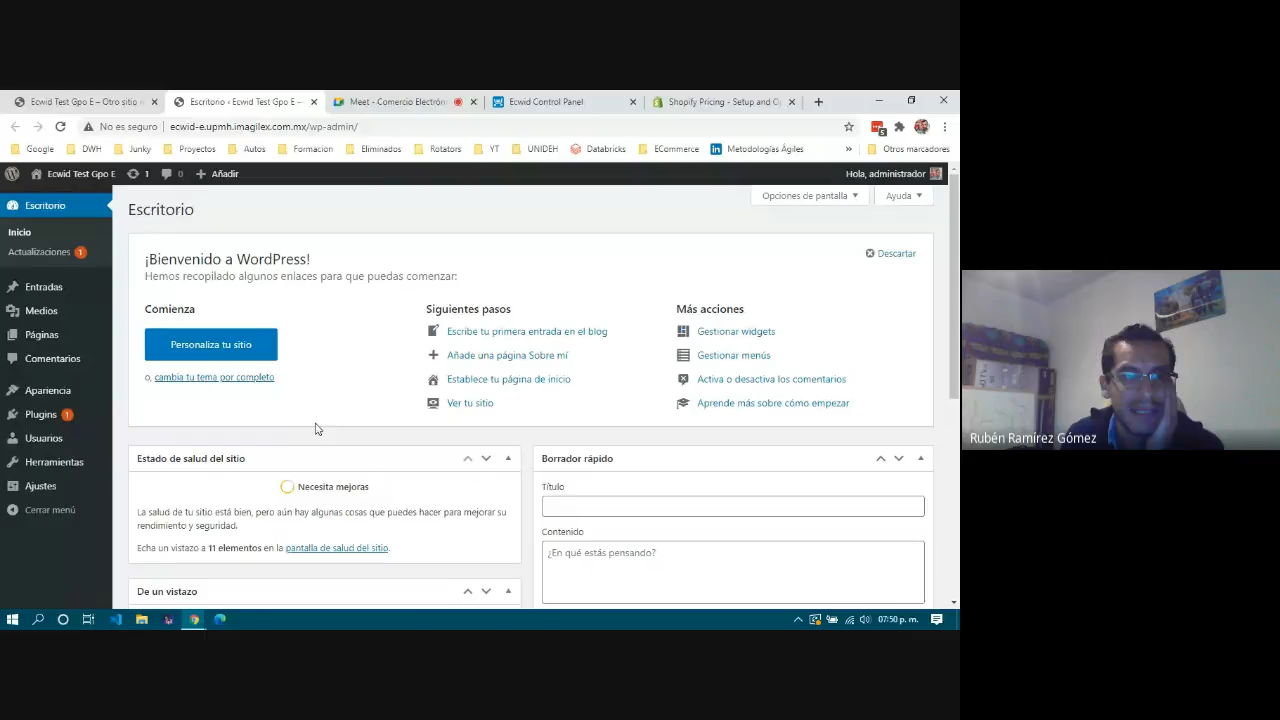 Ecwid Test Gpo E – Otro sitio
Escritorio ‹ Ecwid Test Gpo E –
Meet - Comercio Electrón
Ecwid Control Panel
Shopify Pricing - Setup and Op
No es seguro
ecwid-e.upmh.imagilex.com.mx/wp-admin/
5
Google
DWH
Junky
Proyectos
Autos
Formacion
Eliminados
Rotators
YT
UNIDEH
Databricks
ECommerce
Metodologías Ágiles
»
Otros marcadores
Ecwid Test Gpo E
1
0
Añadir
Hola, administrador
Escritorio
Inicio
Actualizaciones 1
Entradas
Medios
Páginas
Comentarios
Apariencia
Plugins 1
Usuarios
Herramientas
Ajustes
Cerrar menú
Opciones de pantalla
Ayuda
Escritorio
¡Bienvenido a WordPress!
Descartar
Hemos recopilado algunos enlaces para que puedas comenzar:
Comienza
Personaliza tu sitio
o, cambia tu tema por completo
Siguientes pasos
Escribe tu primera entrada en el blog
Añade una página Sobre mí
Establece tu página de inicio
Ver tu sitio
Más acciones
Gestionar widgets
Gestionar menús
Activa o desactiva los comentarios
Aprende más sobre cómo empezar
Estado de salud del sitio
Necesita mejoras
La salud de tu sitio está bien, pero aún hay algunas cosas que puedes hacer para mejorar su
rendimiento y seguridad.
Echa un vistazo a 11 elementos en la pantalla de salud del sitio.
De un vistazo
Borrador rápido
Título
Contenido
¿En qué estás pensando?
07:50 p. m.
Rubén Ramírez Gómez